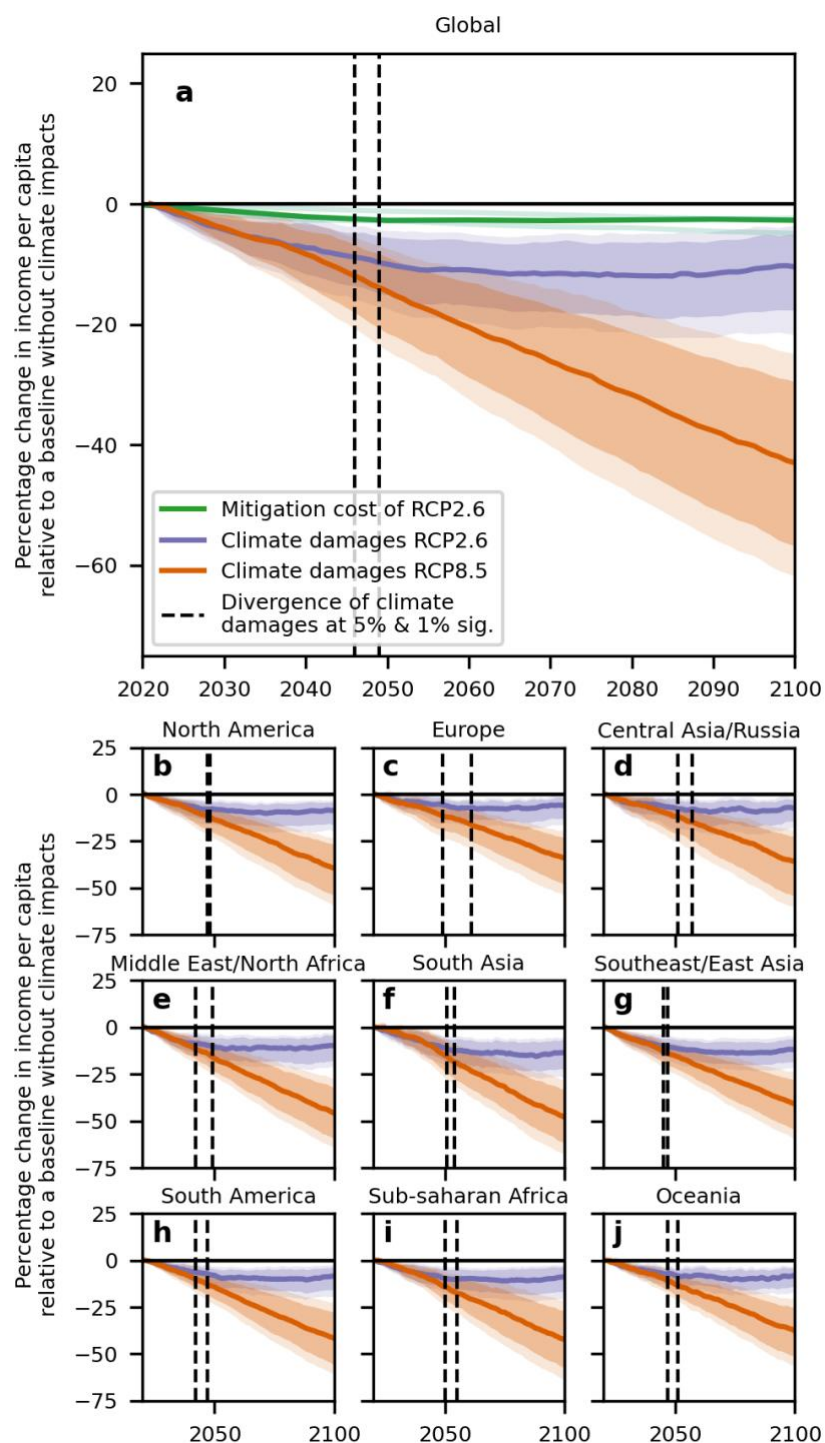 Global
a
Percentage change in income per capita
relative to a baseline without climate impacts
20
0
−20
−40
−60
Mitigation cost of RCP2.6
Climate damages RCP2.6
Climate damages RCP8.5
Divergence of climate
damages at 5% & 1% sig.
2020 2030 2040 2050 2060 2070 2080 2090 2100
North America Europe Central Asia/Russia
b c d
25
0
−25
−50
−75
Percentage change in income per capita
relative to a baseline without climate impacts
Middle East/North Africa South Asia Southeast/East Asia
e f g
25
0
−25
−50
−75
South America Sub-saharan Africa Oceania
h i j
25
0
−25
−50
−75
2050 2100 2050 2100 2050 2100